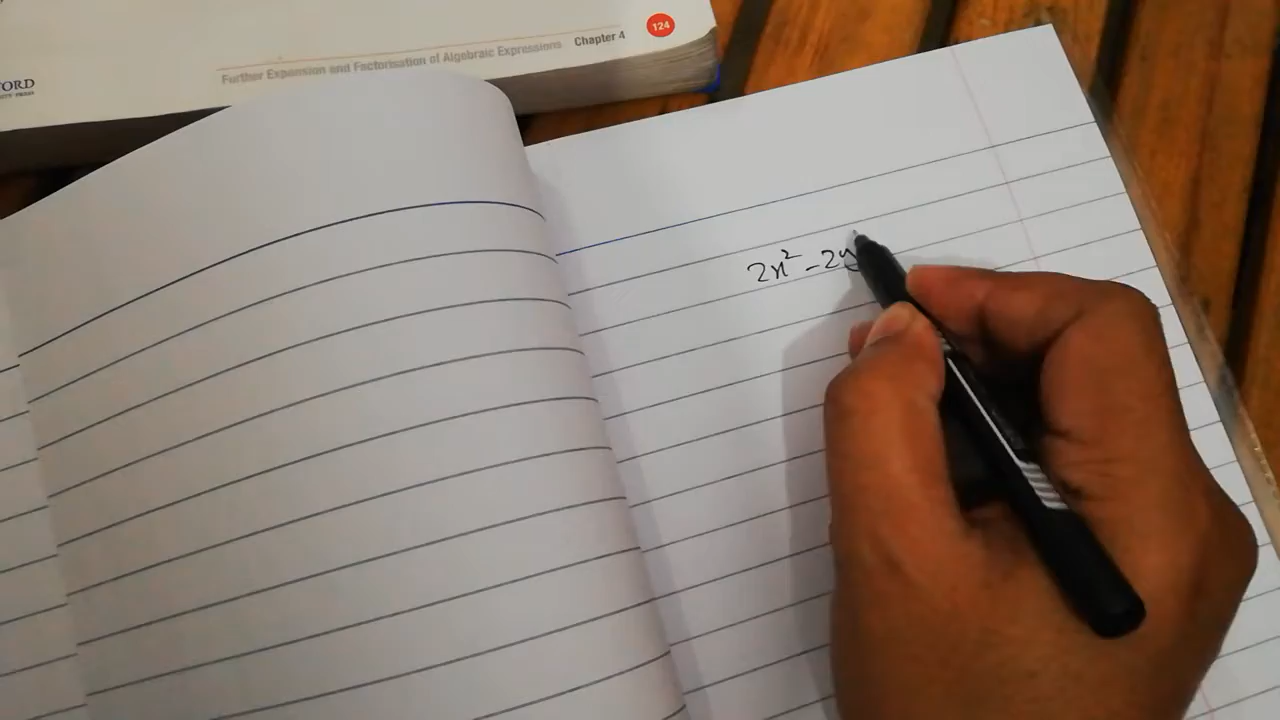 Further Expansion and Factorisation of Algebraic Expressions Chapter 4 124
2x² - 2y